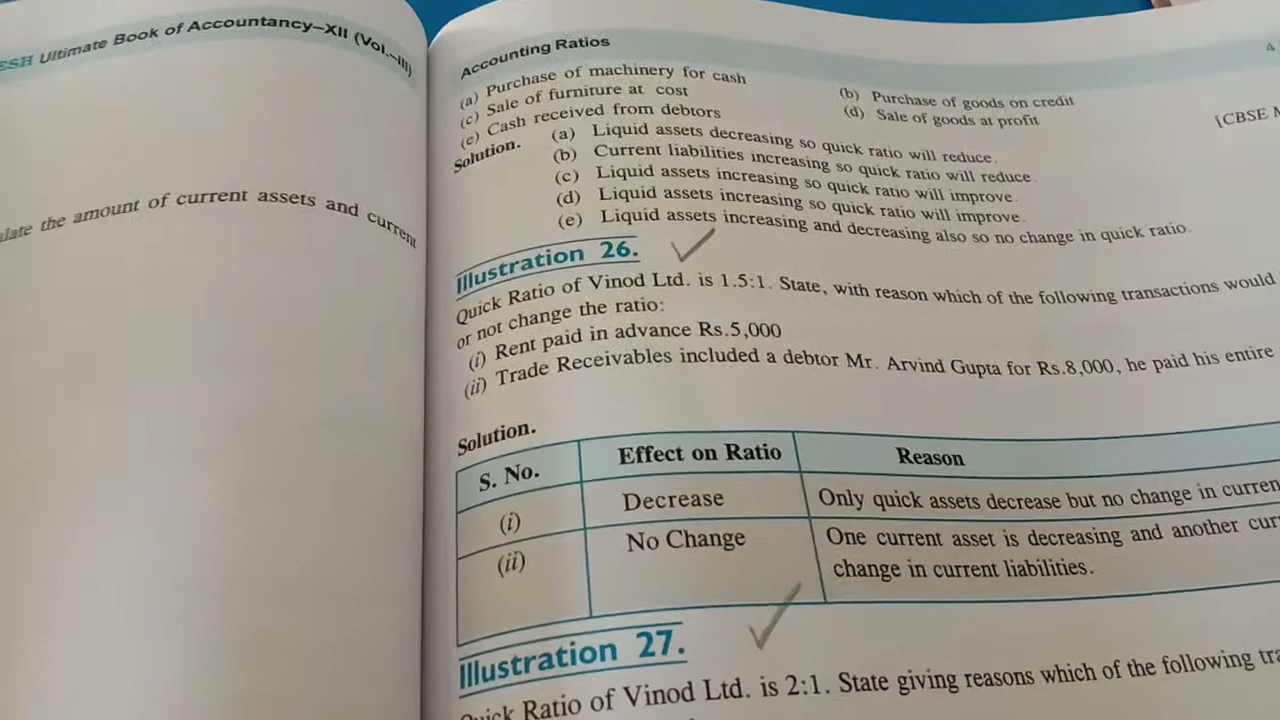 ESH Ultimate Book of Accountancy–XII (Vol.–III)
the amount of current assets and current
Accounting Ratios
(a) Purchase of machinery for cash (b) Purchase of goods on credit
(c) Sale of furniture at cost (d) Sale of goods at profit
(e) Cash received from debtors [CBSE
Solution. (a) Liquid assets decreasing so quick ratio will reduce.
(b) Current liabilities increasing so quick ratio will reduce.
(c) Liquid assets increasing so quick ratio will improve.
(d) Liquid assets increasing so quick ratio will improve.
(e) Liquid assets increasing and decreasing also so no change in quick ratio.
Illustration 26.
Quick Ratio of Vinod Ltd. is 1.5:1. State, with reason which of the following transactions would
or not change the ratio:
(i) Rent paid in advance Rs.5,000
(ii) Trade Receivables included a debtor Mr. Arvind Gupta for Rs.8,000, he paid his entire
Solution.
S. No. Effect on Ratio Reason
(i) Decrease Only quick assets decrease but no change in curren
(ii) No Change One current asset is decreasing and another cur
change in current liabilities.
Illustration 27.
Quick Ratio of Vinod Ltd. is 2:1. State giving reasons which of the following tra